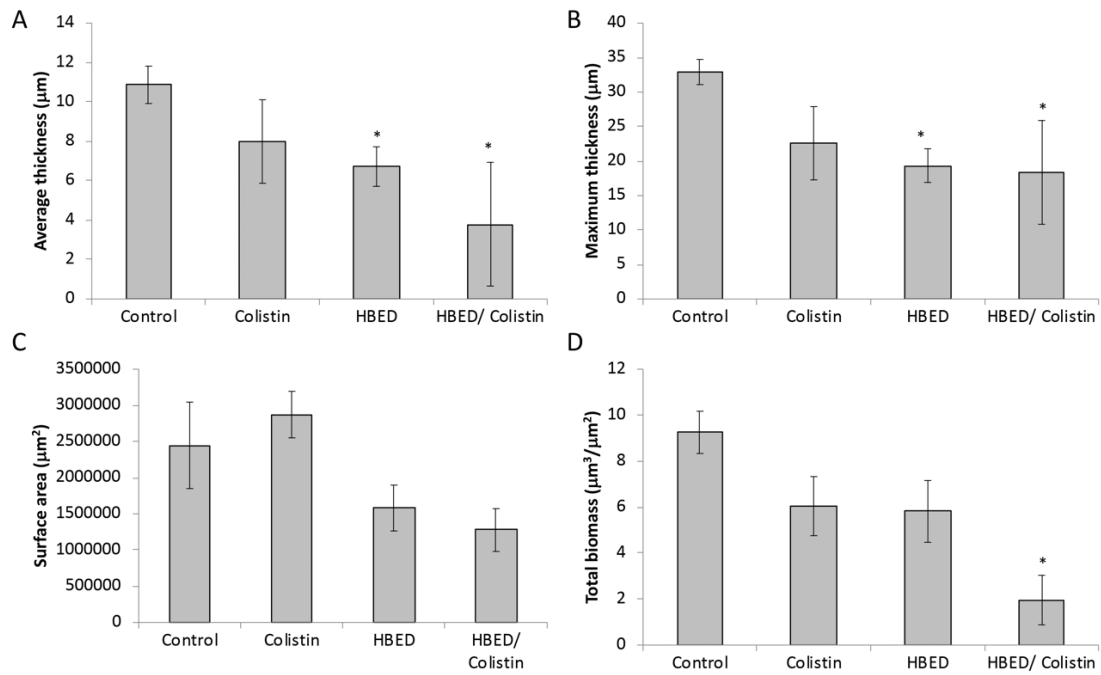 A
14
12
10
8
6
4
2
0
Average thickness (μm)
*
*
Control Colistin HBED HBED/ Colistin
B
40
35
30
25
20
15
10
5
0
Maximum thickness (μm)
*
*
Control Colistin HBED HBED/ Colistin
C
3500000
3000000
2500000
2000000
1500000
1000000
500000
0
Surface area (μm²)
Control Colistin HBED HBED/
Colistin
D
12
10
8
6
4
2
0
Total biomass (μm³/μm²)
*
Control Colistin HBED HBED/ Colistin